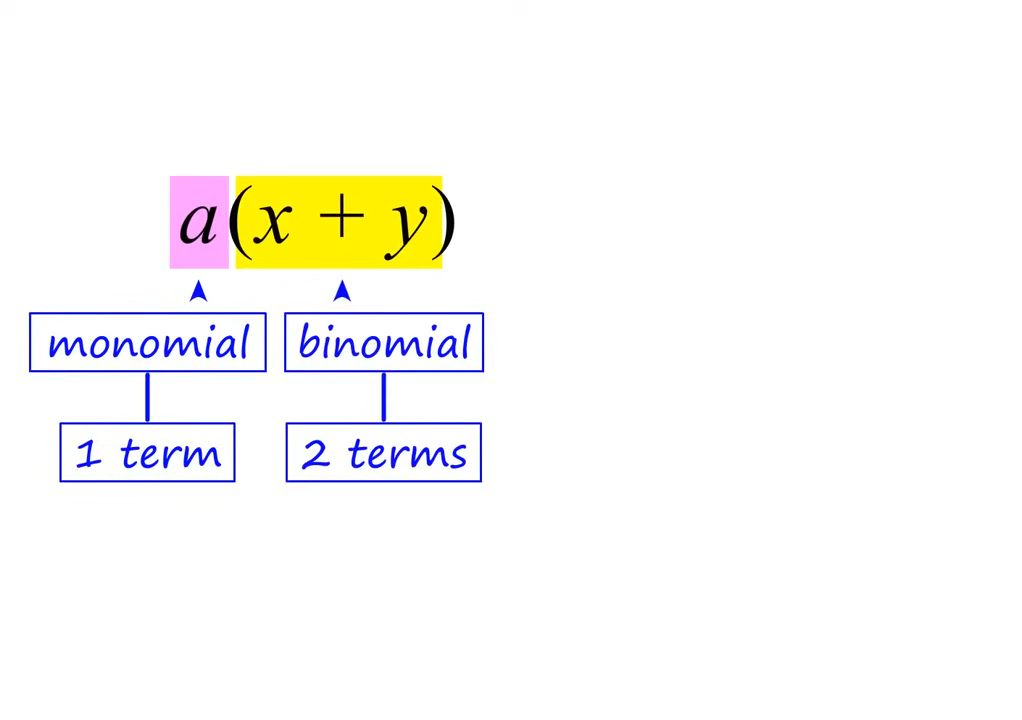 a(x + y)
monomial binomial
1 term 2 terms